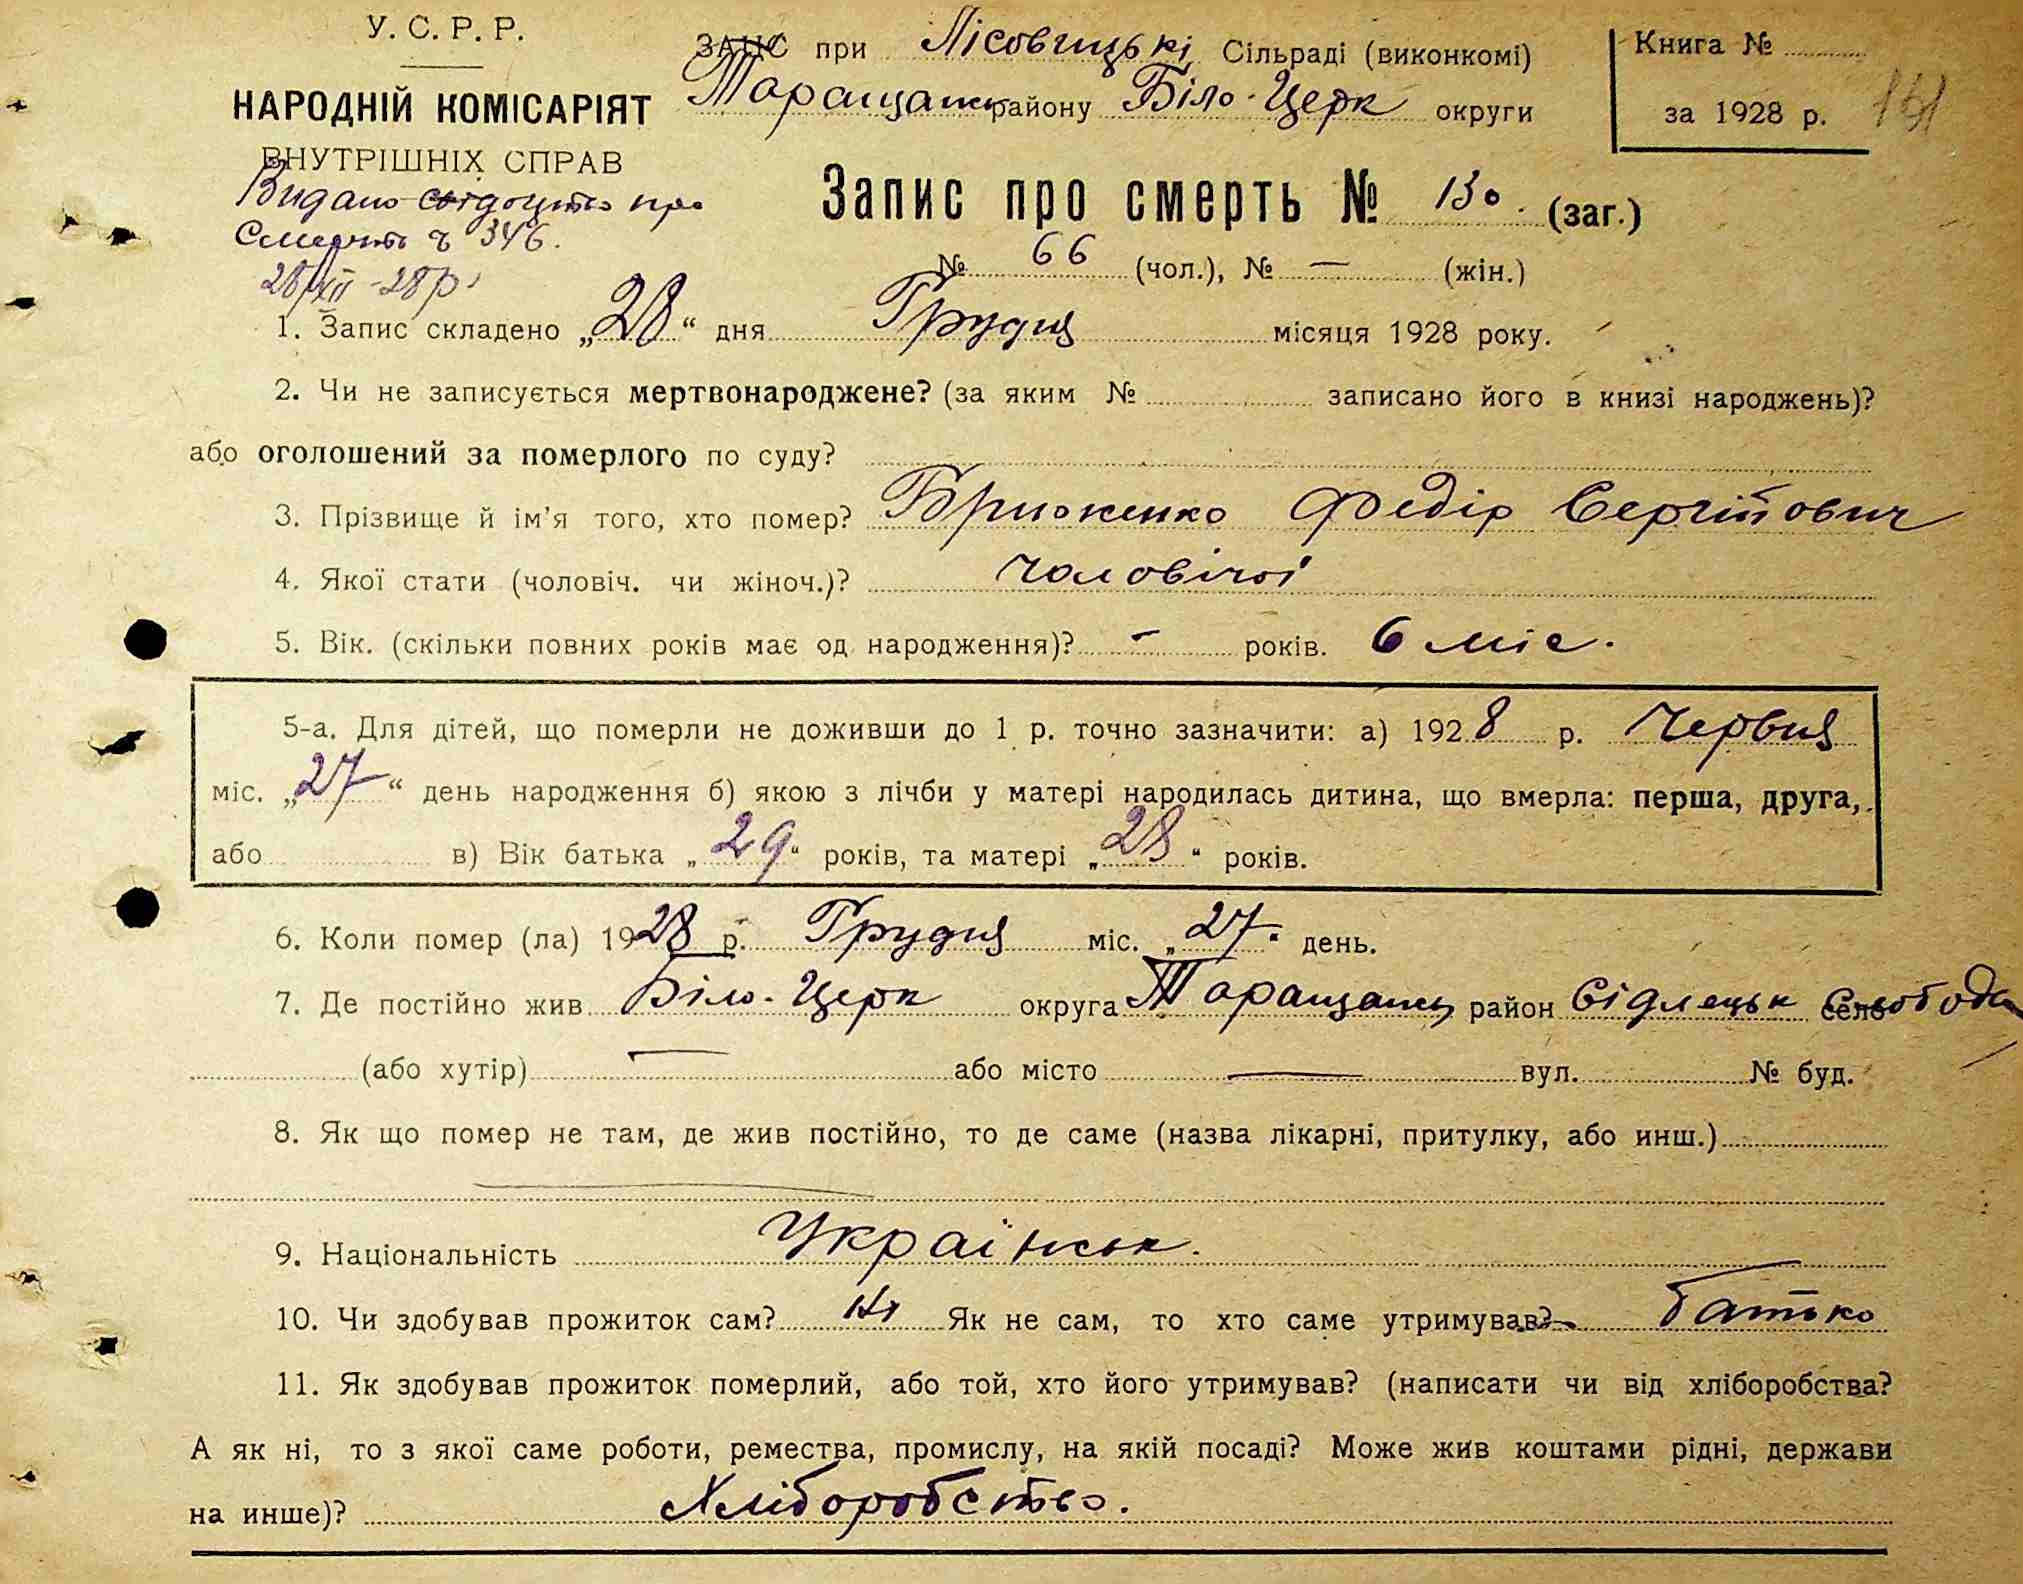 У. С. Р. Р.
НАРОДНІЙ КОМІСАРІЯТ
ВНУТРІШНІХ СПРАВ
Видано свідоцтво про
Смерть ч 346.
28/XII-28р.
ЗАПС при Лісовицькі Сільраді (виконкомі)
Таращанськ району Біло-Церк округи
Книга №
за 1928 р.
Запис про смерть № 130. (заг.)
№ 66 (чол.), № — (жін.)
1. Запис складено „28“ дня Грудня місяця 1928 року.
2. Чи не записується мертвонароджене? (за яким № записано його в книзі народжень)?
або оголошений за померлого по суду?
3. Прізвище й ім'я того, хто помер? Федір Сергійович
4. Якої стати (чоловіч. чи жіноч.)? чоловічої
5. Вік. (скільки повних років має од народження)? - років. 6 міс.
5-а. Для дітей, що померли не доживши до 1 р. точно зазначити: а) 1928 р. Червня
міс. „27“ день народження б) якою з лічби у матері народилась дитина, що вмерла: перша, друга,
або в) Вік батька „29“ років, та матері „28“ років.
6. Коли помер (ла) 1928 р. Грудня міс. „27“ день.
7. Де постійно жив Біло-Церк округа Таращанськ район Слобода
(або хутір) — або місто — вул. № буд.
8. Як що помер не там, де жив постійно, то де саме (назва лікарні, притулку, або инш.)
9. Національність Українськ.
10. Чи здобував прожиток сам? Ні Як не сам, то хто саме утримував? батько
11. Як здобував прожиток померлий, або той, хто його утримував? (написати чи від хліборобства?
А як ні, то з якої саме роботи, ремества, промислу, на якій посаді? Може жив коштами рідні, держави
на инше)? Хліборобство.